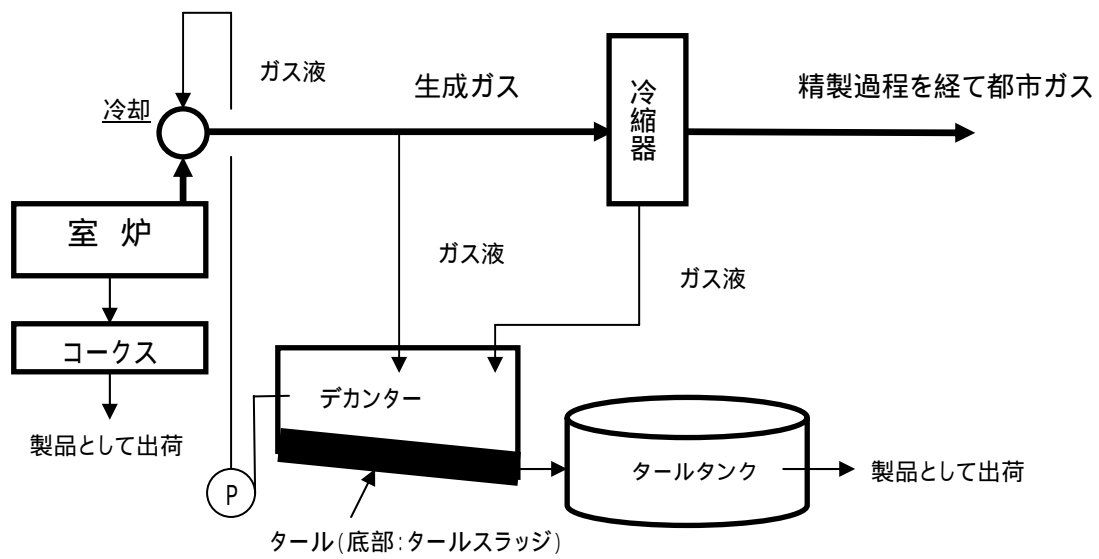 ガス液
生成ガス
精製過程を経て都市ガス
冷却
冷縮器
室 炉
ガス液
ガス液
コークス
デカンター
製品として出荷
タールタンク
製品として出荷
P
タール(底部:タールスラッジ)